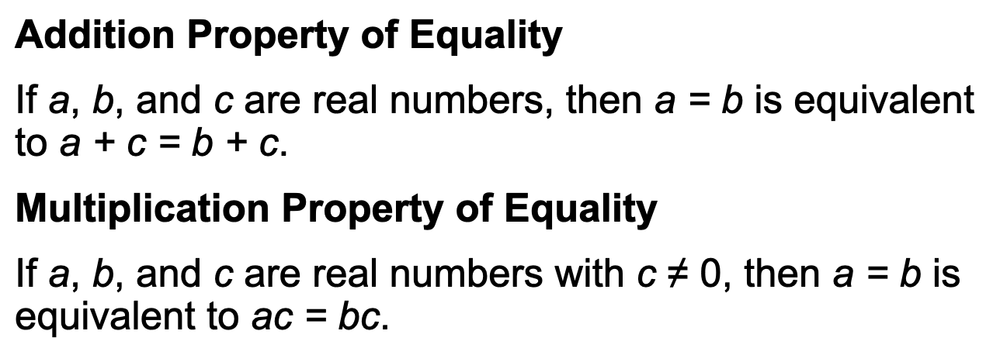 Addition Property of Equality
If a, b, and c are real numbers, then a = b is equivalent
to a + c = b + c.
Multiplication Property of Equality
If a, b, and c are real numbers with c ≠ 0, then a = b is
equivalent to ac = bc.